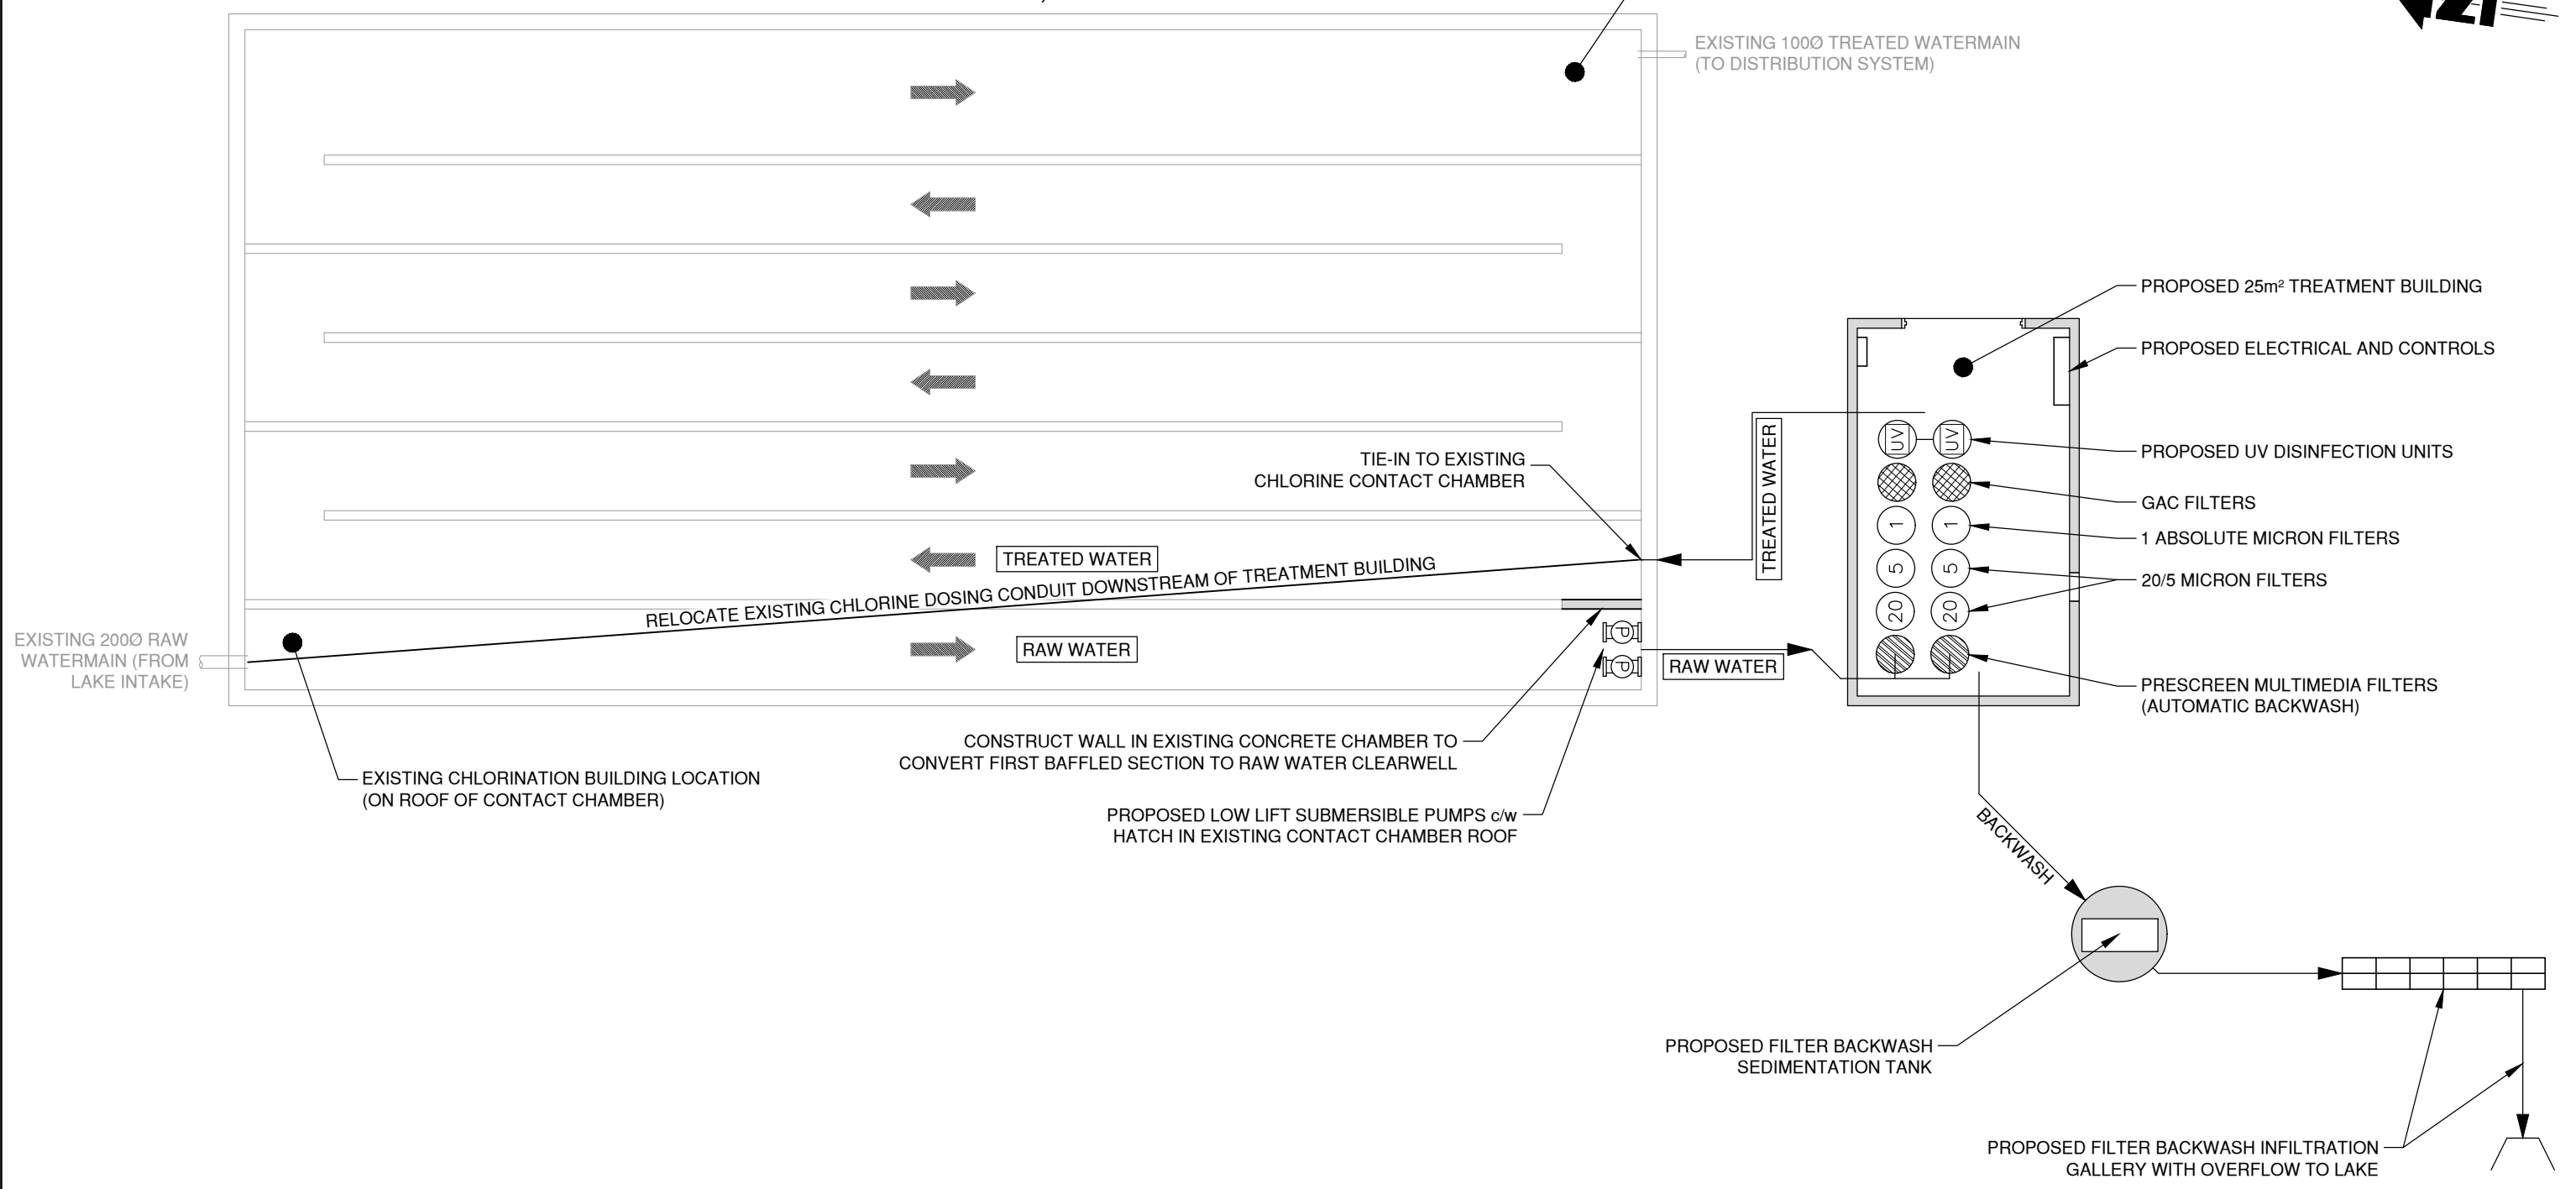 EXISTING 100Ø TREATED WATERMAIN
(TO DISTRIBUTION SYSTEM)
PROPOSED 25m² TREATMENT BUILDING
PROPOSED ELECTRICAL AND CONTROLS
TIE-IN TO EXISTING
CHLORINE CONTACT CHAMBER
TREATED WATER
UV
UV
PROPOSED UV DISINFECTION UNITS
GAC FILTERS
1
1
1 ABSOLUTE MICRON FILTERS
5
5
20/5 MICRON FILTERS
20
20
TREATED WATER
RELOCATE EXISTING CHLORINE DOSING CONDUIT DOWNSTREAM OF TREATMENT BUILDING
EXISTING 200Ø RAW
WATERMAIN (FROM
LAKE INTAKE)
RAW WATER
P
P
RAW WATER
PRESCREEN MULTIMEDIA FILTERS
(AUTOMATIC BACKWASH)
CONSTRUCT WALL IN EXISTING CONCRETE CHAMBER TO
CONVERT FIRST BAFFLED SECTION TO RAW WATER CLEARWELL
EXISTING CHLORINATION BUILDING LOCATION
(ON ROOF OF CONTACT CHAMBER)
PROPOSED LOW LIFT SUBMERSIBLE PUMPS c/w
HATCH IN EXISTING CONTACT CHAMBER ROOF
BACKWASH
PROPOSED FILTER BACKWASH
SEDIMENTATION TANK
PROPOSED FILTER BACKWASH INFILTRATION
GALLERY WITH OVERFLOW TO LAKE